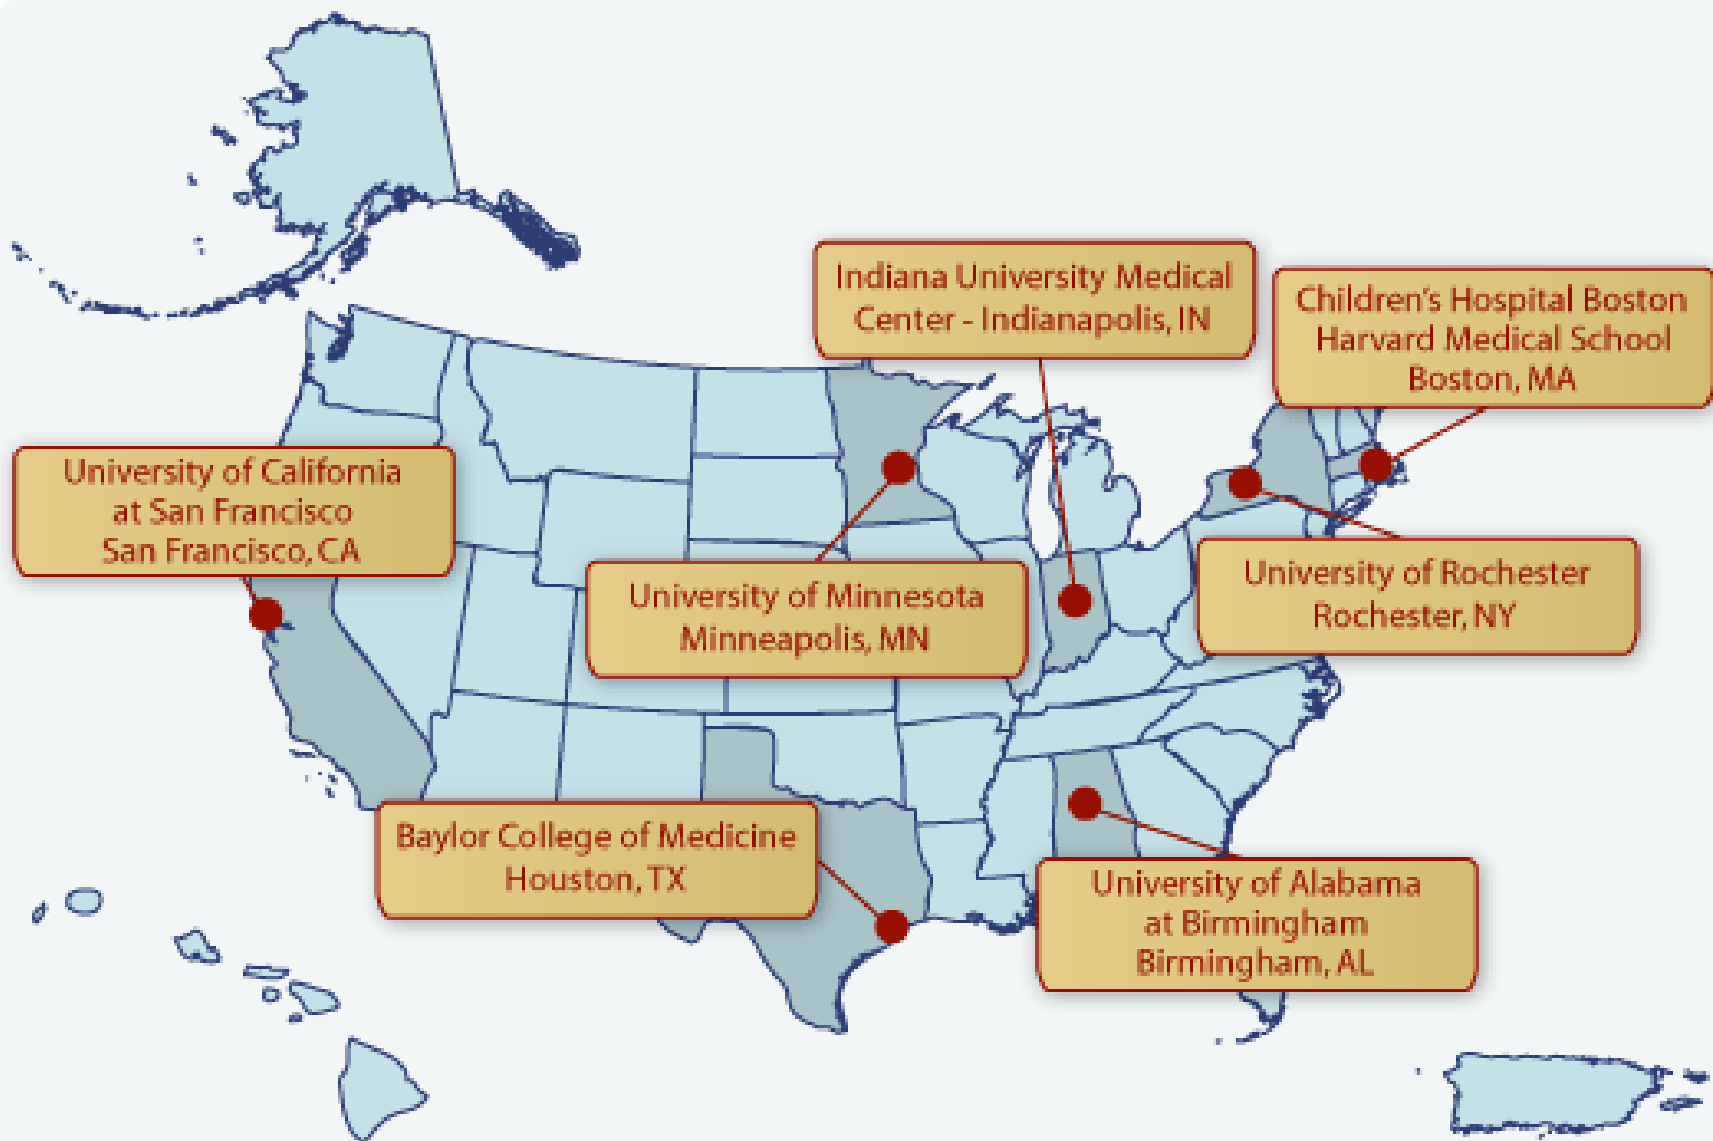 Indiana University Medical
Center - Indianapolis, IN
Children's Hospital Boston
Harvard Medical School
Boston, MA
University of California
at San Francisco
San Francisco, CA
University of Minnesota
Minneapolis, MN
University of Rochester
Rochester, NY
Baylor College of Medicine
Houston, TX
University of Alabama
at Birmingham
Birmingham, AL